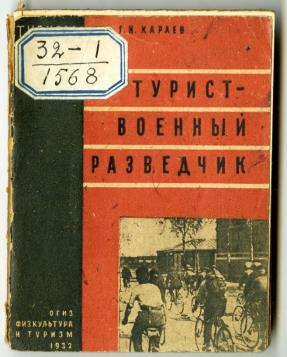 Г. Н. КАРАЕВ
32-1
1568
ТУРИСТ-
ВОЕННЫЙ
РАЗВЕДЧИК
ОГИЗ
ФИЗКУЛЬТУРА
И ТУРИЗМ
1932